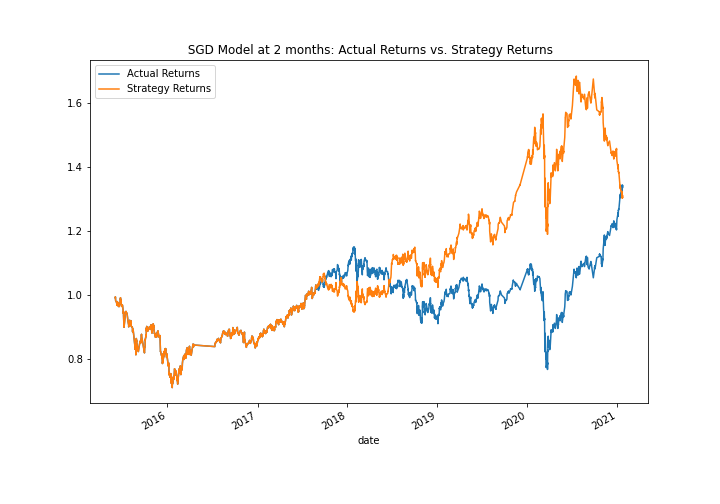 SGD Model at 2 months: Actual Returns vs. Strategy Returns
Actual Returns
Strategy Returns
1.6
1.4
1.2
1.0
0.8
2016
2017
2018
2019
2020
2021
date